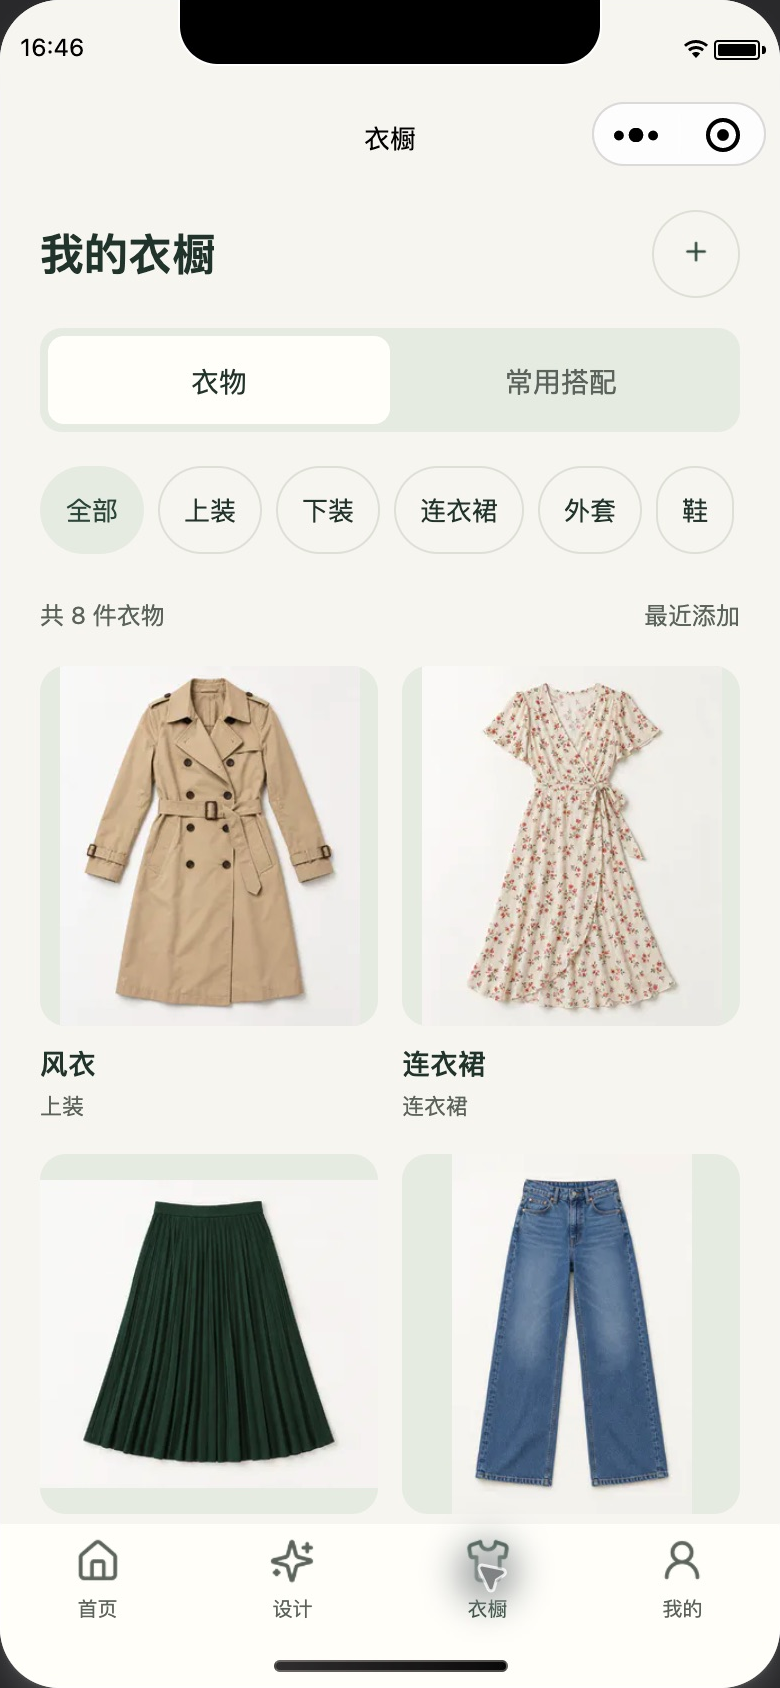 16:46
衣橱
我的衣橱
+
衣物
常用搭配
全部
上装
下装
连衣裙
外套
鞋
共 8 件衣物
最近添加
风衣
上装
连衣裙
连衣裙
首页
设计
衣橱
我的